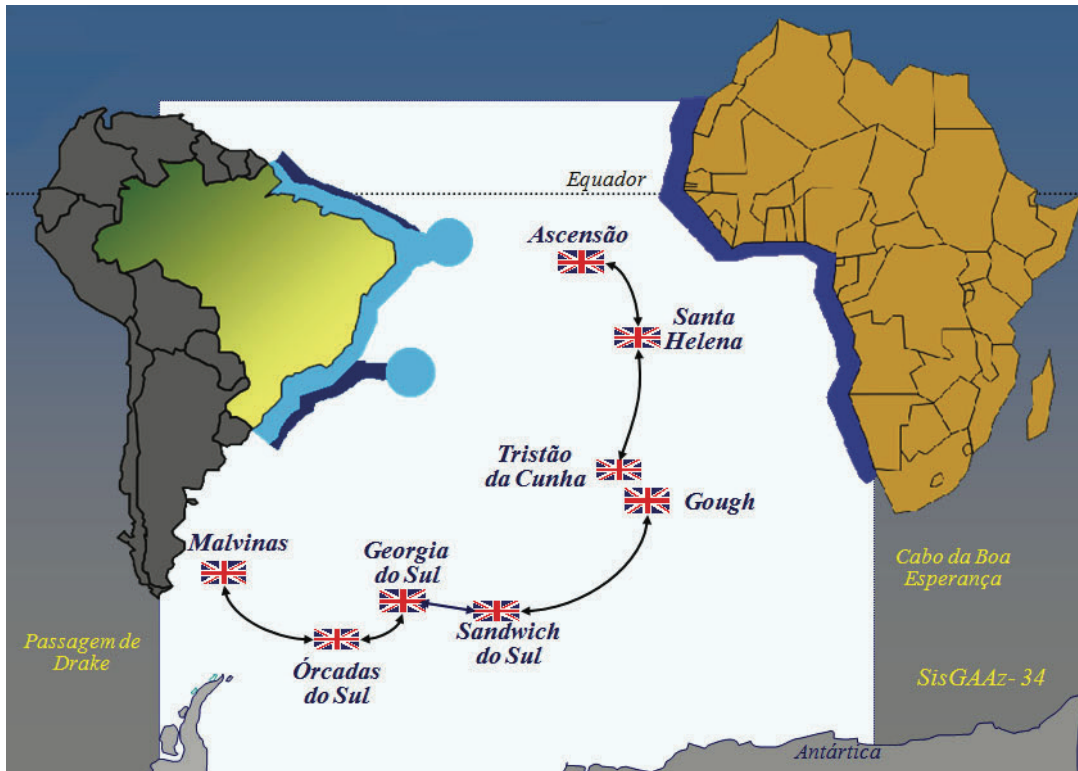 Equador
Ascensão
Santa
Helena
Tristão
da Cunha
Gough
Malvinas
Georgia
do Sul
Sandwich
do Sul
Órcadas
do Sul
Cabo da Boa
Esperança
Passagem de
Drake
SisGAAz- 34
Antártica